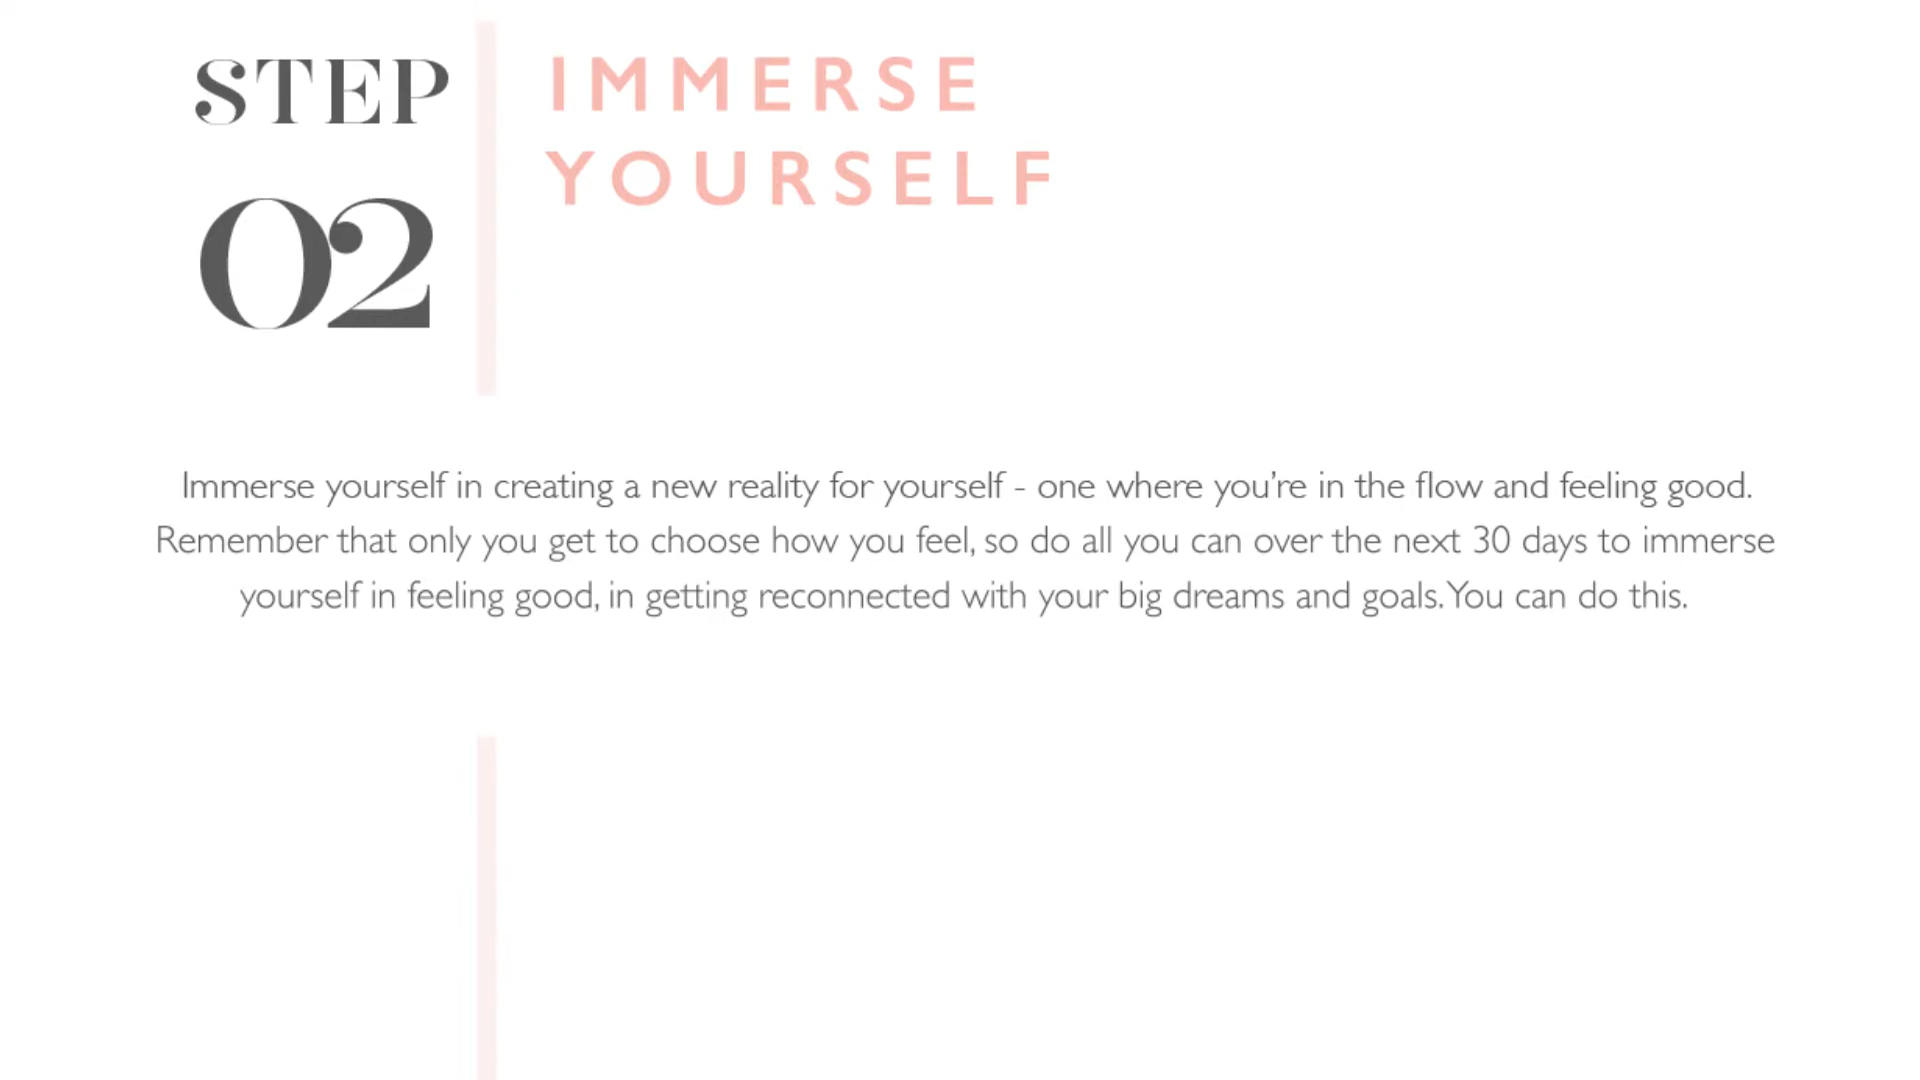 STEP
02
IMMERSE
YOURSELF
Immerse yourself in creating a new reality for yourself - one where you’re in the flow and feeling good.
Remember that only you get to choose how you feel, so do all you can over the next 30 days to immerse
yourself in feeling good, in getting reconnected with your big dreams and goals. You can do this.